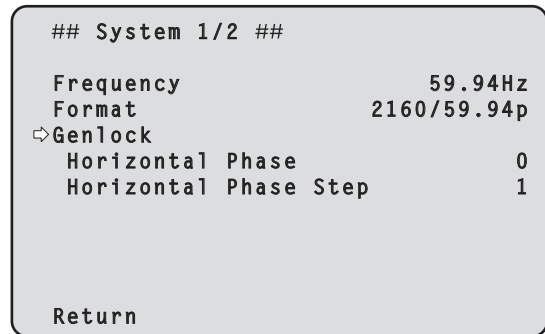 ## System 1/2 ##
Frequency 59.94Hz
Format 2160/59.94p
⇨Genlock
Horizontal Phase 0
Horizontal Phase Step 1
Return